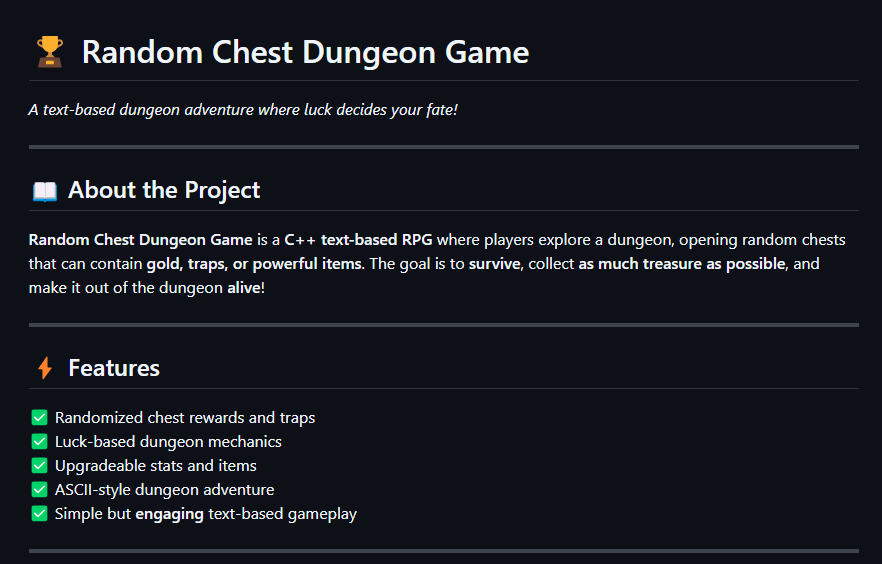 Random Chest Dungeon Game
A text-based dungeon adventure where luck decides your fate!
About the Project
Random Chest Dungeon Game is a C++ text-based RPG where players explore a dungeon, opening random chests
that can contain gold, traps, or powerful items. The goal is to survive, collect as much treasure as possible, and
make it out of the dungeon alive!
Features
Randomized chest rewards and traps
Luck-based dungeon mechanics
Upgradeable stats and items
ASCII-style dungeon adventure
Simple but engaging text-based gameplay